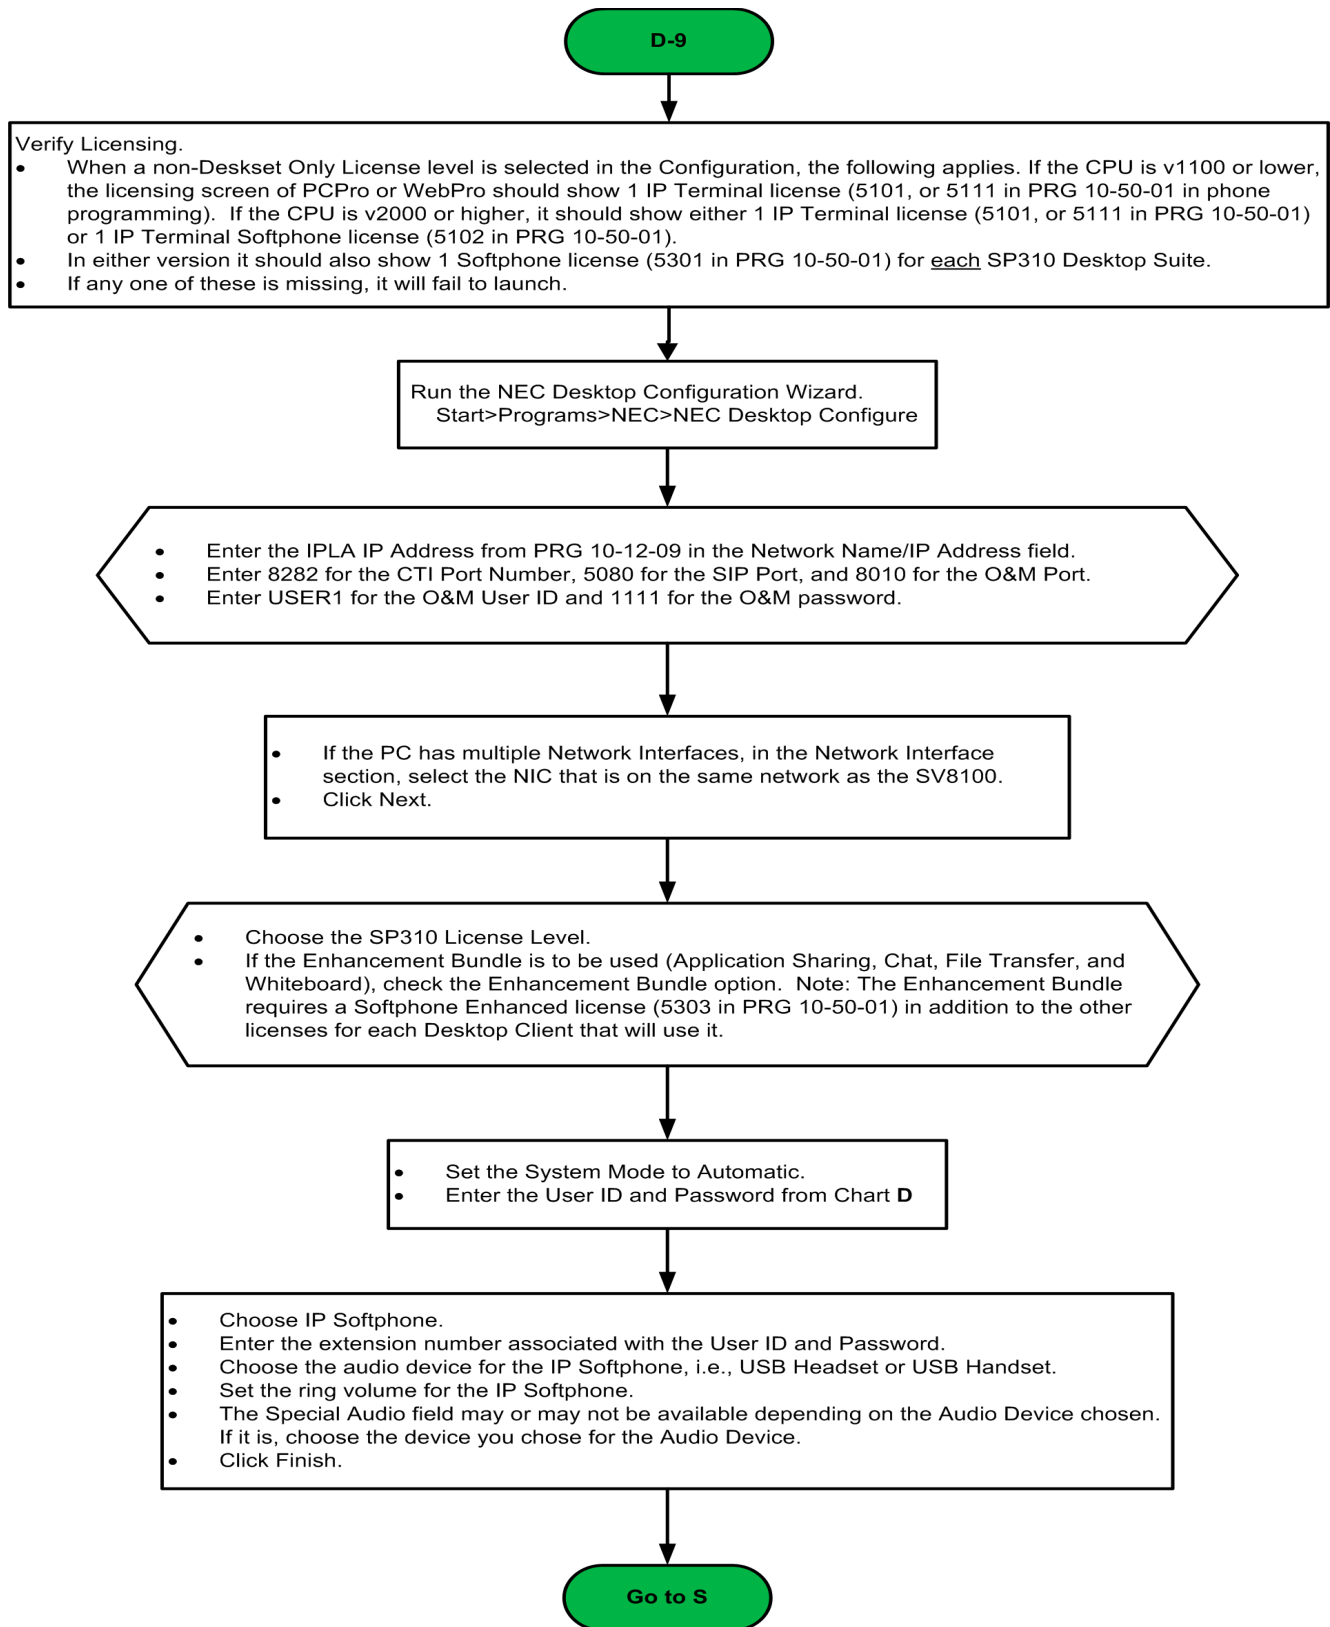 D-9
Verify Licensing.
• When a non-Deskset Only License level is selected in the Configuration, the following applies. If the CPU is v1100 or lower,
the licensing screen of PCPro or WebPro should show 1 IP Terminal license (5101, or 5111 in PRG 10-50-01 in phone
programming).  If the CPU is v2000 or higher, it should show either 1 IP Terminal license (5101, or 5111 in PRG 10-50-01)
or 1 IP Terminal Softphone license (5102 in PRG 10-50-01).
• In either version it should also show 1 Softphone license (5301 in PRG 10-50-01) for each SP310 Desktop Suite.
• If any one of these is missing, it will fail to launch.
Run the NEC Desktop Configuration Wizard.
Start>Programs>NEC>NEC Desktop Configure
• Enter the IPLA IP Address from PRG 10-12-09 in the Network Name/IP Address field.
• Enter 8282 for the CTI Port Number, 5080 for the SIP Port, and 8010 for the O&M Port.
• Enter USER1 for the O&M User ID and 1111 for the O&M password.
• If the PC has multiple Network Interfaces, in the Network Interface
section, select the NIC that is on the same network as the SV8100.
• Click Next.
• Choose the SP310 License Level.
• If the Enhancement Bundle is to be used (Application Sharing, Chat, File Transfer, and
Whiteboard), check the Enhancement Bundle option.  Note: The Enhancement Bundle
requires a Softphone Enhanced license (5303 in PRG 10-50-01) in addition to the other
licenses for each Desktop Client that will use it.
• Set the System Mode to Automatic.
• Enter the User ID and Password from Chart D
• Choose IP Softphone.
• Enter the extension number associated with the User ID and Password.
• Choose the audio device for the IP Softphone, i.e., USB Headset or USB Handset.
• Set the ring volume for the IP Softphone.
• The Special Audio field may or may not be available depending on the Audio Device chosen.
If it is, choose the device you chose for the Audio Device.
• Click Finish.
Go to S